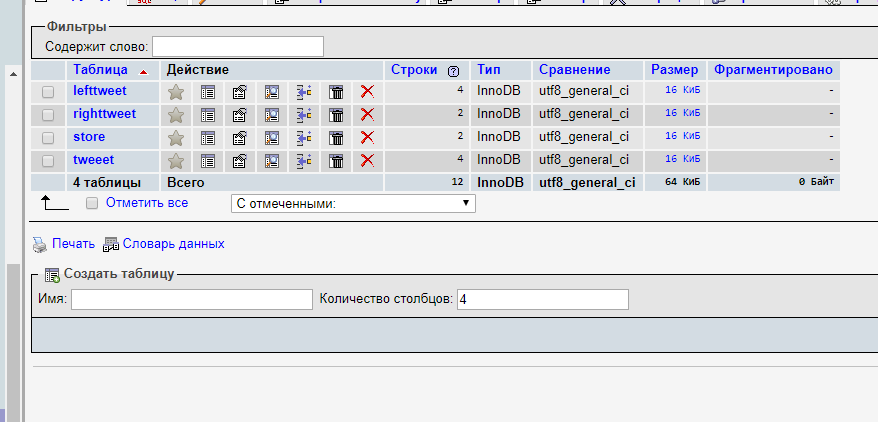 Фильтры
Содержит слово:
Таблица Действие Строки Тип Сравнение Размер Фрагментировано
lefttweet 4 InnoDB utf8_general_ci 16 КиБ -
righttweet 2 InnoDB utf8_general_ci 16 КиБ -
store 2 InnoDB utf8_general_ci 16 КиБ -
tweeet 4 InnoDB utf8_general_ci 16 КиБ -
4 таблицы Всего 12 InnoDB utf8_general_ci 64 КиБ 0 Байт
Отметить все С отмеченными:
Печать Словарь данных
Создать таблицу
Имя: Количество столбцов: 4